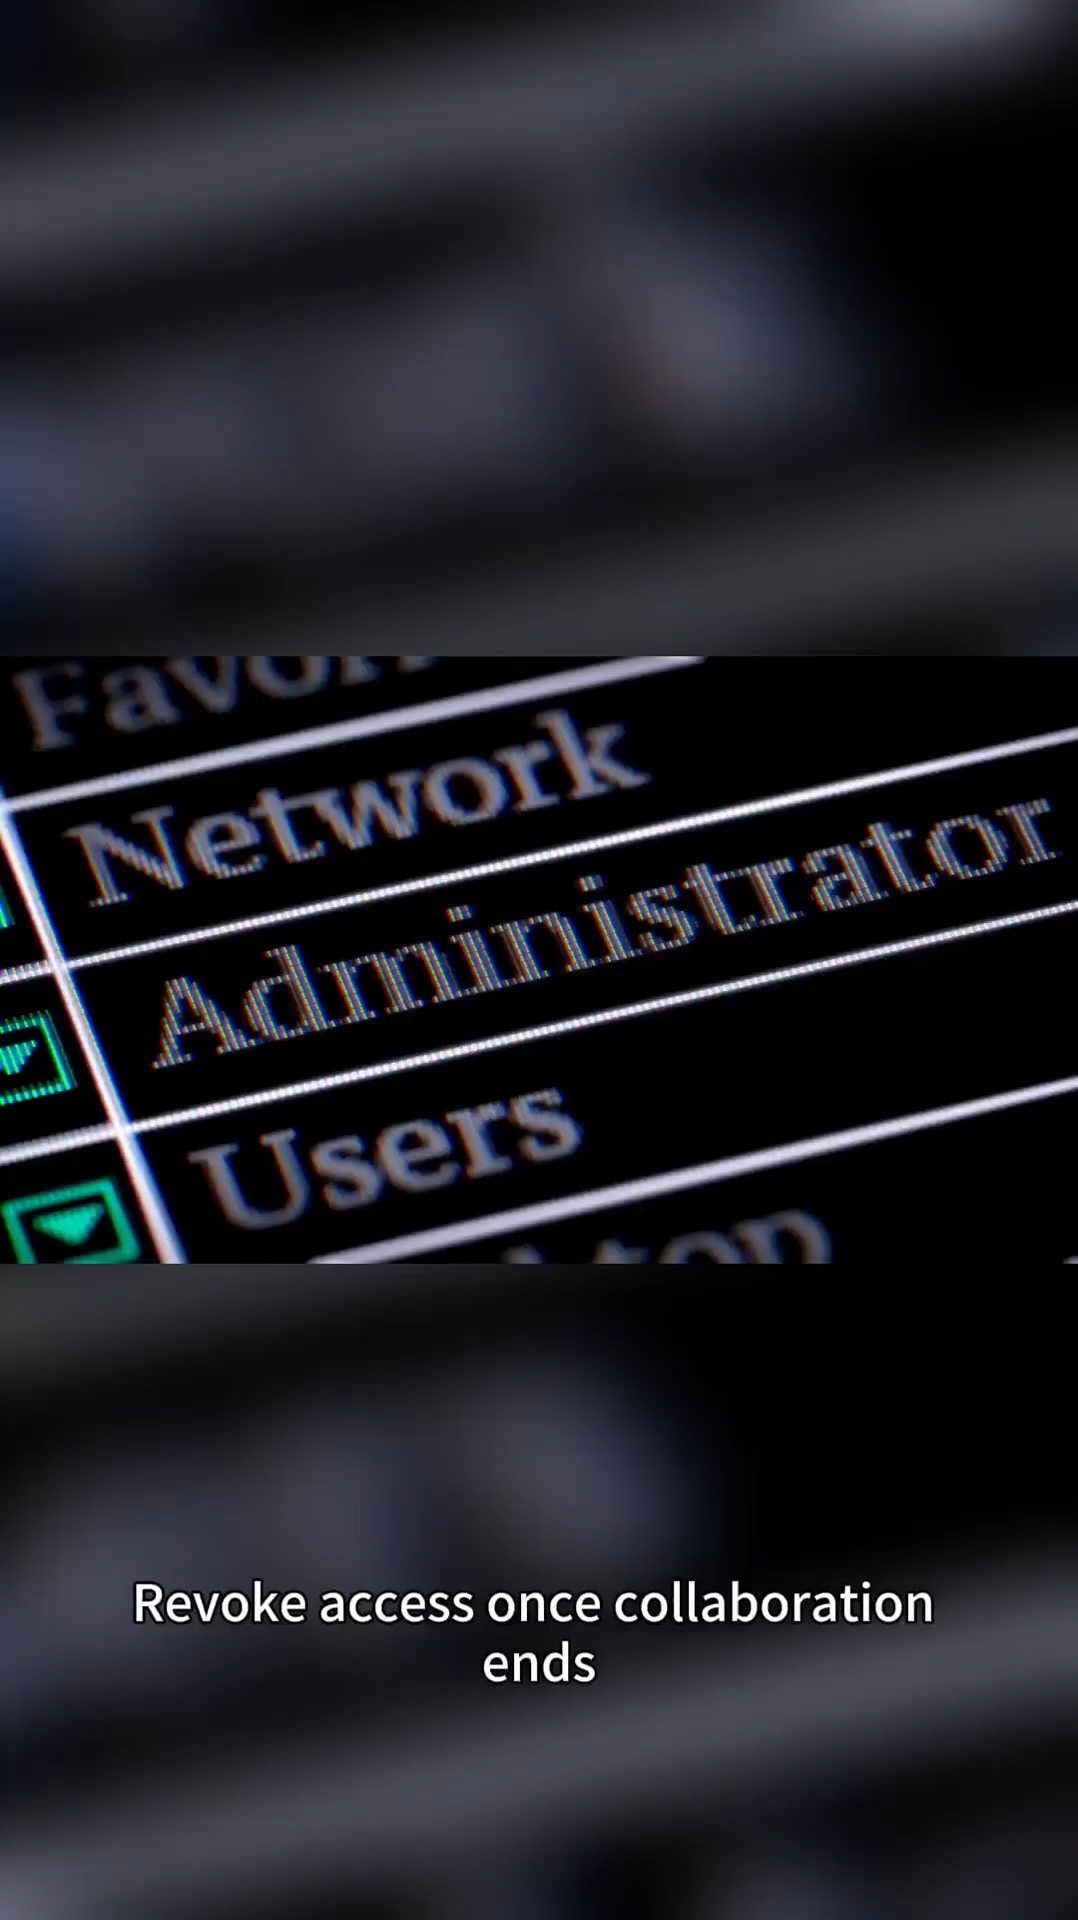 Network
Administrator
Users
Revoke access once collaboration
ends